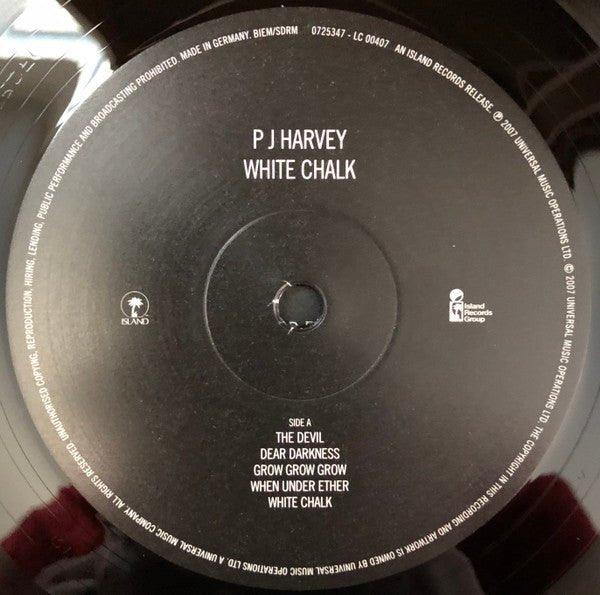 P J HARVEY
WHITE CHALK
ISLAND
Island
Records
Group
SIDE A
THE DEVIL
DEAR DARKNESS
GROW GROW GROW
WHEN UNDER ETHER
WHITE CHALK
UNAUTHORISED COPYING, REPRODUCTION, HIRING, LENDING, PUBLIC PERFORMANCE AND BROADCASTING PROHIBITED. MADE IN GERMANY. BIEM/SDRM 0725347 - LC 00407 AN ISLAND RECORDS RELEASE. ℗ 2007 UNIVERSAL MUSIC OPERATIONS LTD. © 2007 UNIVERSAL MUSIC OPERATIONS LTD. THE COPYRIGHT IN THIS RECORDING AND ARTWORK IS OWNED BY UNIVERSAL MUSIC OPERATIONS LTD. A UNIVERSAL MUSIC COMPANY. ALL RIGHTS RESERVED